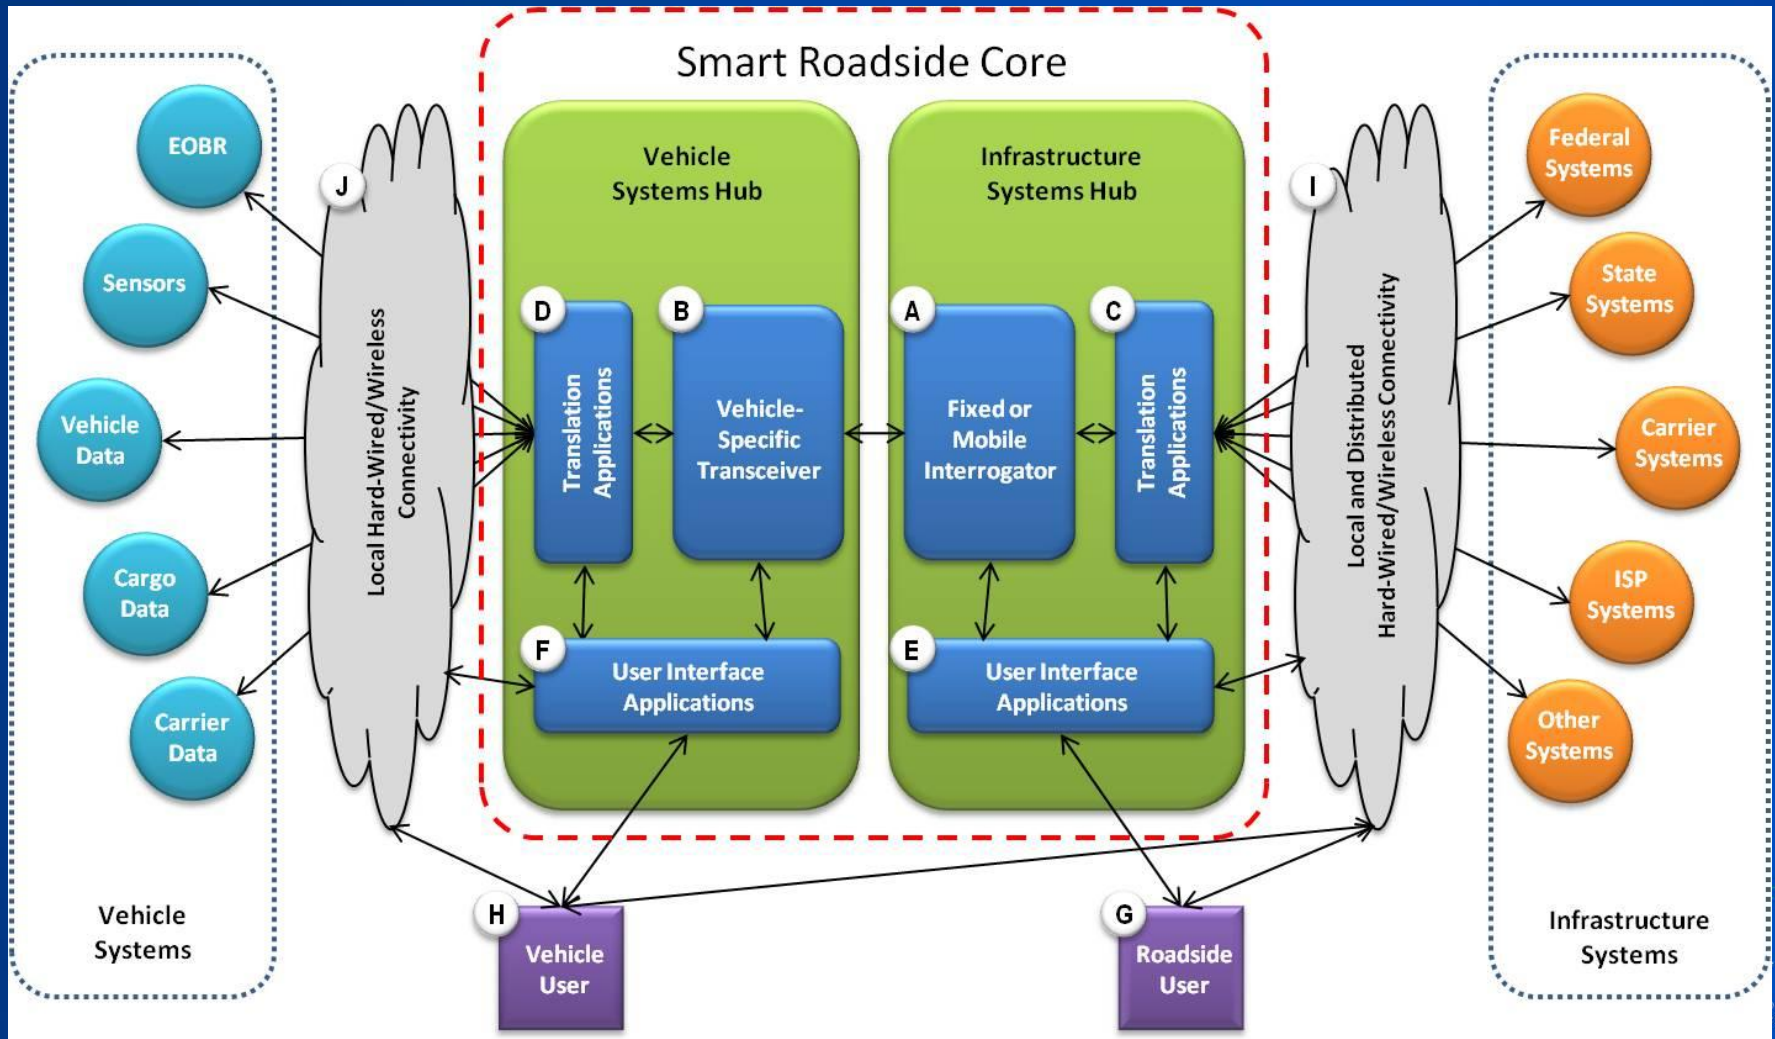 Smart Roadside Core
EOBR
Sensors
Vehicle
Data
Cargo
Data
Carrier
Data
Vehicle
Systems
J
Local Hard-Wired/Wireless
Connectivity
Vehicle
Systems Hub
D
Translation
Applications
B
Vehicle-
Specific
Transceiver
F
User Interface
Applications
Infrastructure
Systems Hub
A
Fixed or
Mobile
Interrogator
C
Translation
Applications
E
User Interface
Applications
I
Local and Distributed
Hard-Wired/Wireless Connectivity
Federal
Systems
State
Systems
Carrier
Systems
ISP
Systems
Other
Systems
Infrastructure
Systems
H
Vehicle
User
G
Roadside
User